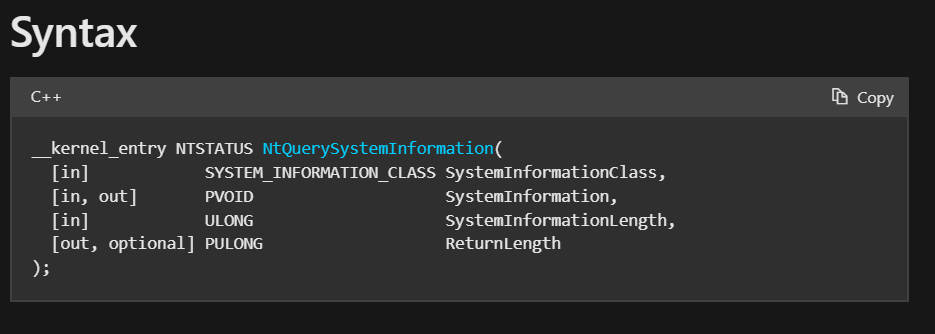 Syntax
C++
Copy
__kernel_entry NTSTATUS NtQuerySystemInformation(
  [in]            SYSTEM_INFORMATION_CLASS SystemInformationClass,
  [in, out]       PVOID                    SystemInformation,
  [in]            ULONG                    SystemInformationLength,
  [out, optional] PULONG                   ReturnLength
);